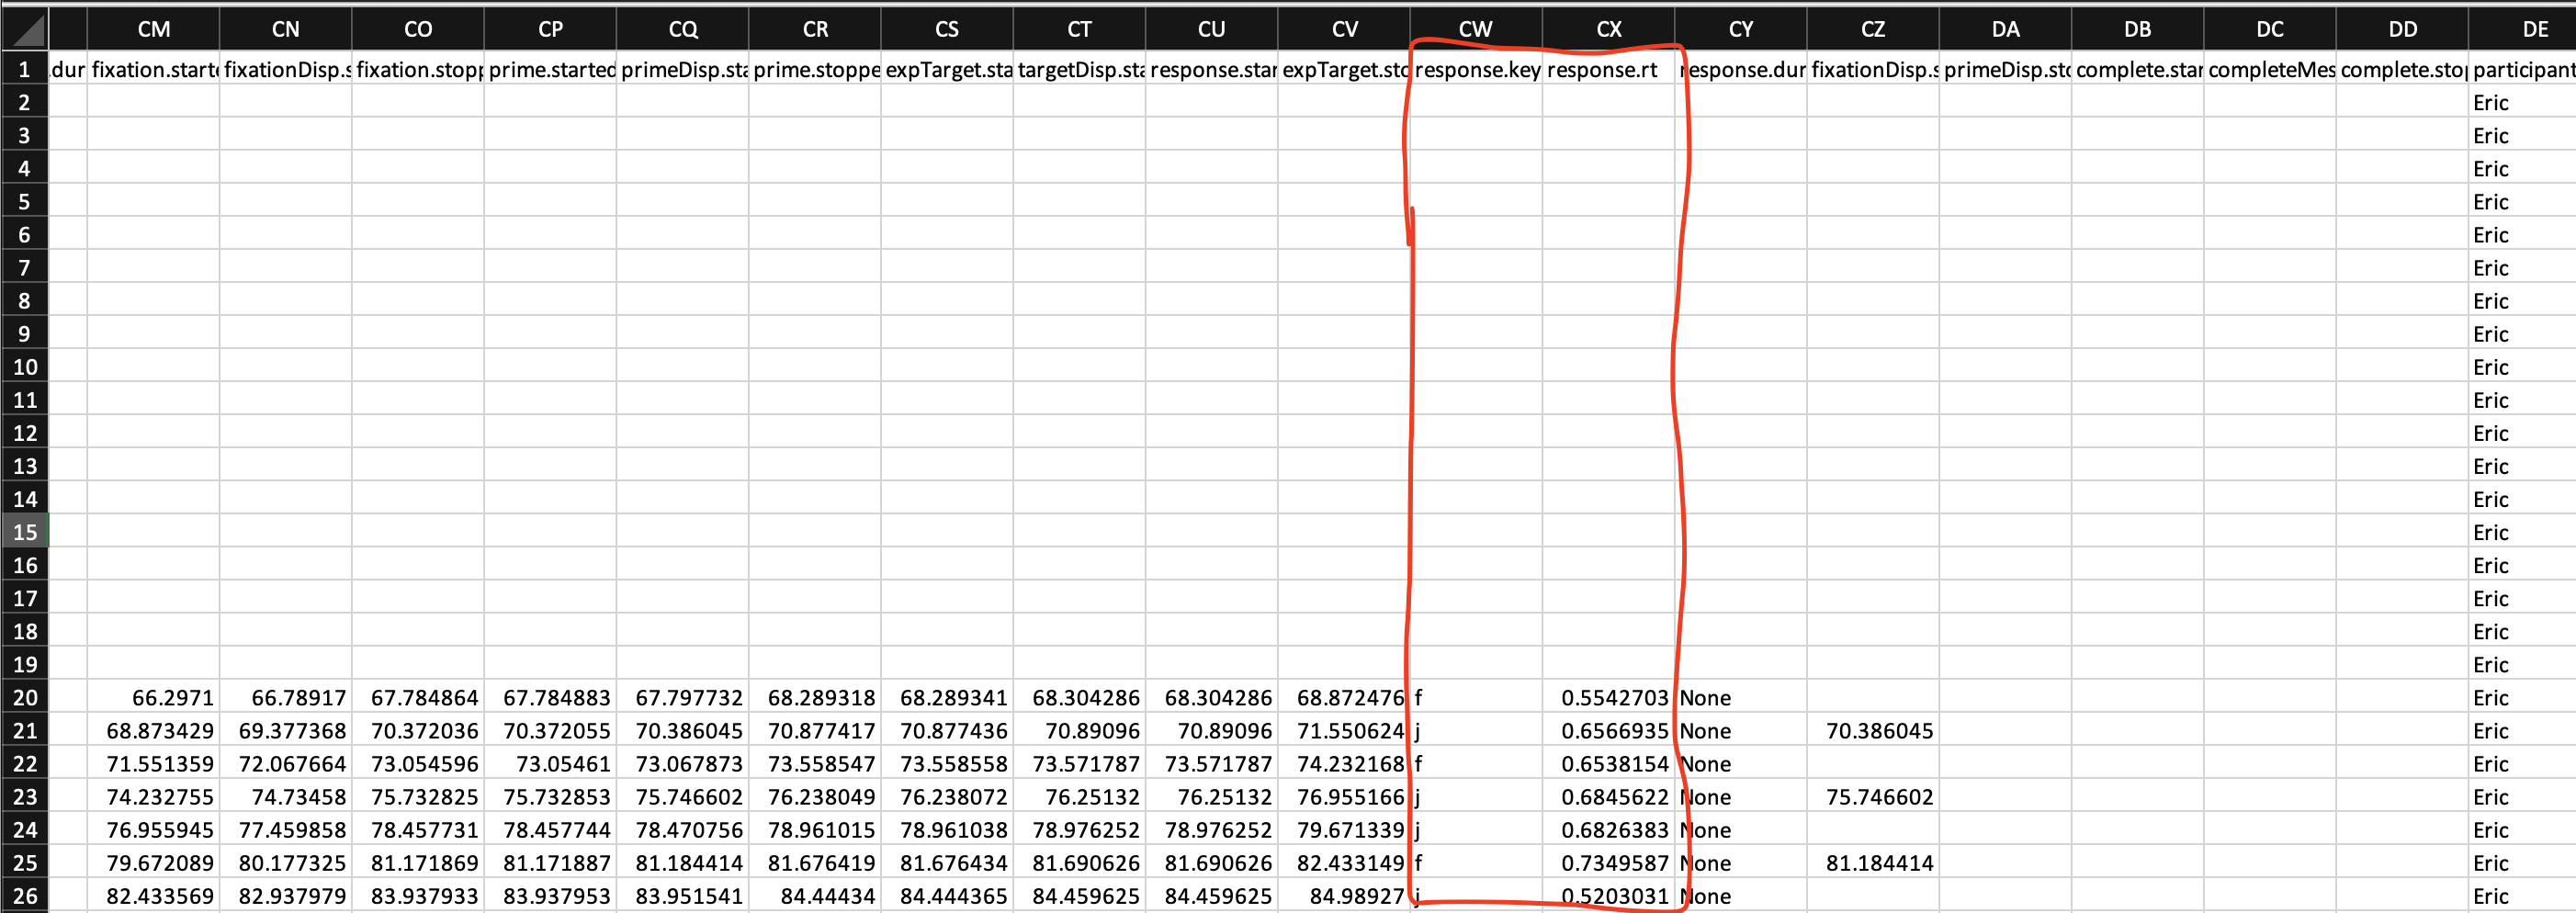 CM CN CO CP CQ CR CS CT CU CV CW CX CY CZ DA DB DC DD DE
1 .dur fixation.starte fixationDisp.s fixation.stopp prime.started primeDisp.sta prime.stoppe expTarget.sta targetDisp.sta response.star expTarget.sto response.key response.rt response.dur fixationDisp.s primeDisp.sto complete.star completeMes complete.stop participant
2 Eric
3 Eric
4 Eric
5 Eric
6 Eric
7 Eric
8 Eric
9 Eric
10 Eric
11 Eric
12 Eric
13 Eric
14 Eric
15 Eric
16 Eric
17 Eric
18 Eric
19 Eric
20 66.2971 66.78917 67.784864 67.784883 67.797732 68.289318 68.289341 68.304286 68.304286 68.872476 f 0.5542703 None Eric
21 68.873429 69.377368 70.372036 70.372055 70.386045 70.877417 70.877436 70.89096 70.89096 71.550624 j 0.6566935 None 70.386045 Eric
22 71.551359 72.067664 73.054596 73.05461 73.067873 73.558547 73.558558 73.571787 73.571787 74.232168 f 0.6538154 None Eric
23 74.232755 74.73458 75.732825 75.732853 75.746602 76.238049 76.238072 76.25132 76.25132 76.955166 j 0.6845622 None 75.746602 Eric
24 76.955945 77.459858 78.457731 78.457744 78.470756 78.961015 78.961038 78.976252 78.976252 79.671339 j 0.6826383 None Eric
25 79.672089 80.177325 81.171869 81.171887 81.184414 81.676419 81.676434 81.690626 81.690626 82.433149 f 0.7349587 None 81.184414 Eric
26 82.433569 82.937979 83.937933 83.937953 83.951541 84.44434 84.444365 84.459625 84.459625 84.98927 j 0.5203031 None Eric